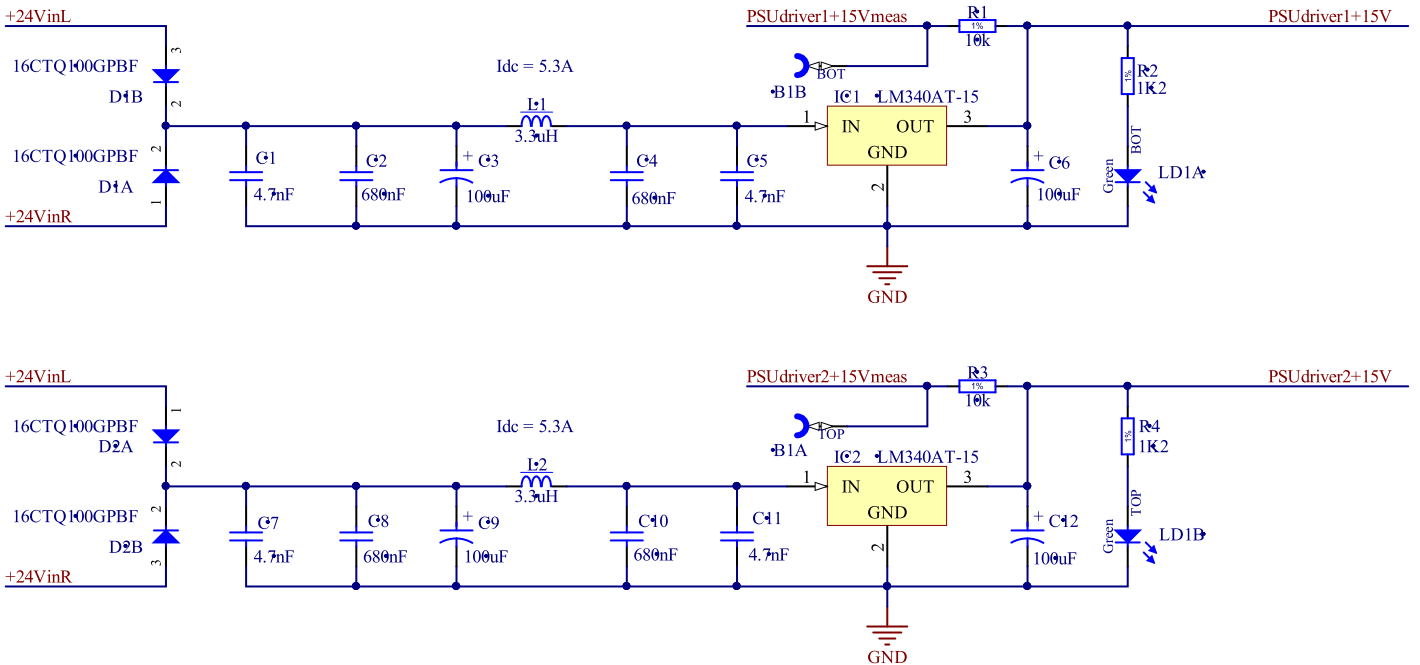 +24VinL
PSUdriver1+15Vmeas
R1
1%
10k
PSUdriver1+15V
3
16CTQ100GPBF
D1B
2
Idc = 5.3A
BOT
B1B
R2
1%
1K2
L1
3.3uH
IC1
LM340AT-15
1
IN
OUT
3
GND
2
2
16CTQ100GPBF
D1A
1
C1
4.7nF
C2
680nF
+
C3
100uF
C4
680nF
C5
4.7nF
+
C6
100uF
BOT
Green
LD1A
+24VinR
GND
+24VinL
PSUdriver2+15Vmeas
R3
1%
10k
PSUdriver2+15V
1
16CTQ100GPBF
D2A
2
Idc = 5.3A
TOP
B1A
R4
1%
1K2
L2
3.3uH
IC2
LM340AT-15
1
IN
OUT
3
GND
2
2
16CTQ100GPBF
D2B
3
C7
4.7nF
C8
680nF
+
C9
100uF
C10
680nF
C11
4.7nF
+
C12
100uF
TOP
Green
LD1B
+24VinR
GND